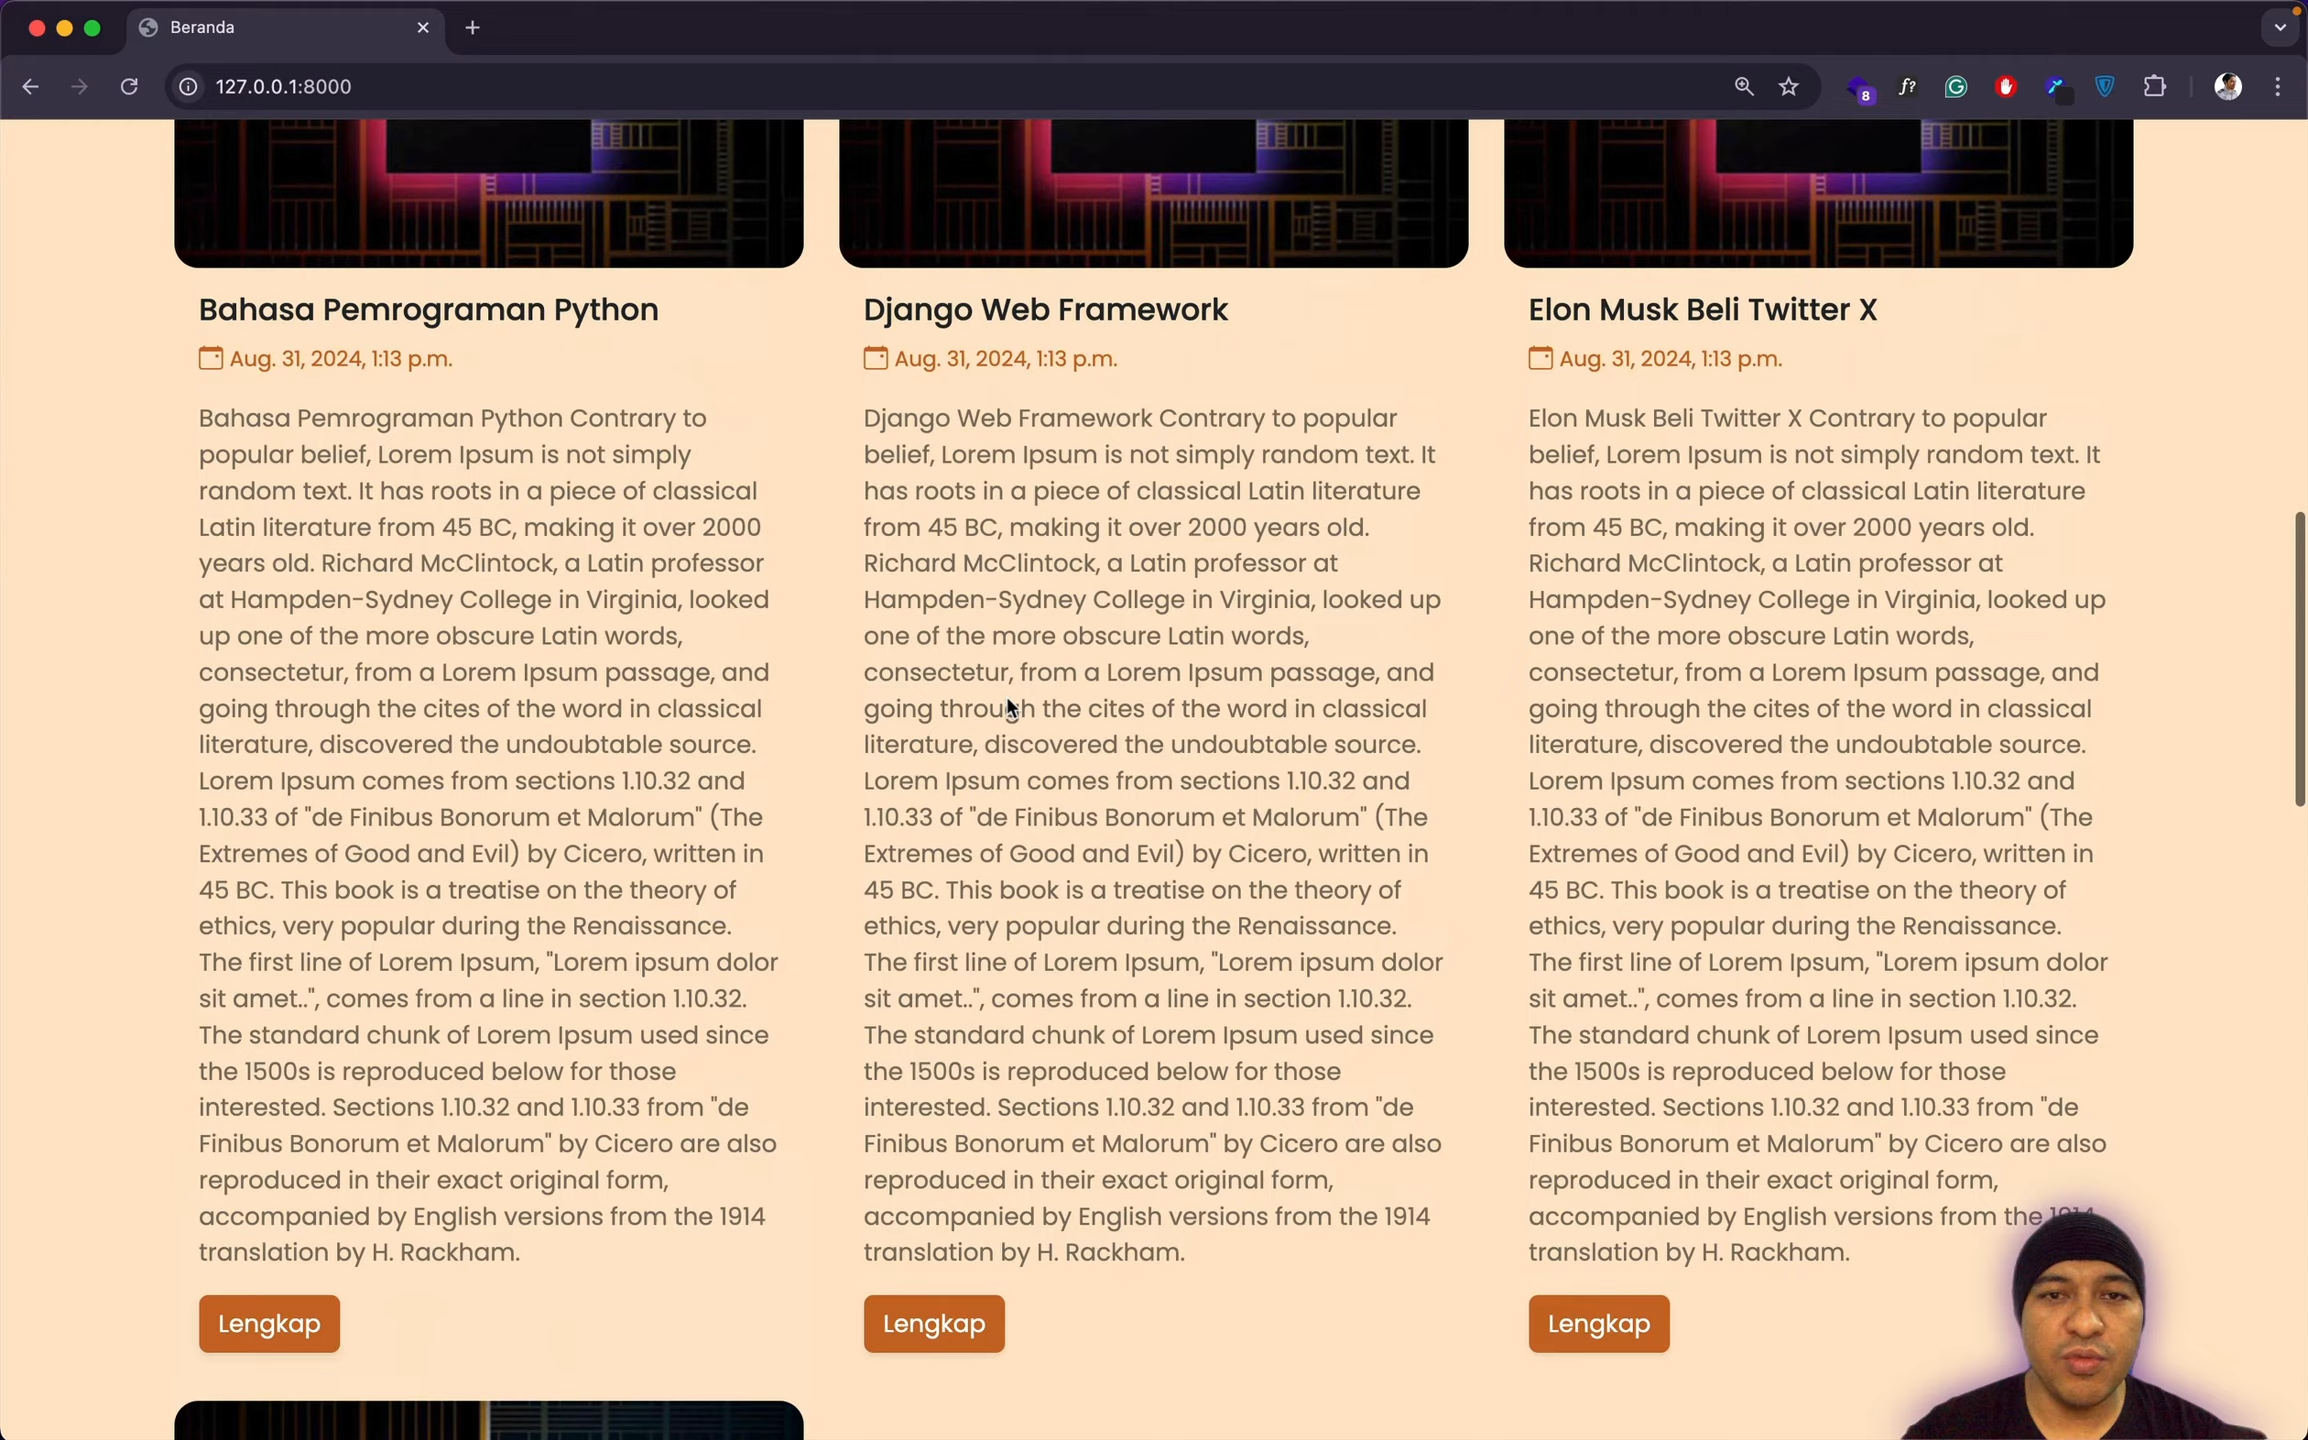 Beranda
127.0.0.1:8000
8
f?
Bahasa Pemrograman Python
Aug. 31, 2024, 1:13 p.m.
Bahasa Pemrograman Python Contrary to
popular belief, Lorem Ipsum is not simply
random text. It has roots in a piece of classical
Latin literature from 45 BC, making it over 2000
years old. Richard McClintock, a Latin professor
at Hampden-Sydney College in Virginia, looked
up one of the more obscure Latin words,
consectetur, from a Lorem Ipsum passage, and
going through the cites of the word in classical
literature, discovered the undoubtable source.
Lorem Ipsum comes from sections 1.10.32 and
1.10.33 of "de Finibus Bonorum et Malorum" (The
Extremes of Good and Evil) by Cicero, written in
45 BC. This book is a treatise on the theory of
ethics, very popular during the Renaissance.
The first line of Lorem Ipsum, "Lorem ipsum dolor
sit amet..", comes from a line in section 1.10.32.
The standard chunk of Lorem Ipsum used since
the 1500s is reproduced below for those
interested. Sections 1.10.32 and 1.10.33 from "de
Finibus Bonorum et Malorum" by Cicero are also
reproduced in their exact original form,
accompanied by English versions from the 1914
translation by H. Rackham.
Lengkap
Django Web Framework
Aug. 31, 2024, 1:13 p.m.
Django Web Framework Contrary to popular
belief, Lorem Ipsum is not simply random text. It
has roots in a piece of classical Latin literature
from 45 BC, making it over 2000 years old.
Richard McClintock, a Latin professor at
Hampden-Sydney College in Virginia, looked up
one of the more obscure Latin words,
consectetur, from a Lorem Ipsum passage, and
going through the cites of the word in classical
literature, discovered the undoubtable source.
Lorem Ipsum comes from sections 1.10.32 and
1.10.33 of "de Finibus Bonorum et Malorum" (The
Extremes of Good and Evil) by Cicero, written in
45 BC. This book is a treatise on the theory of
ethics, very popular during the Renaissance.
The first line of Lorem Ipsum, "Lorem ipsum dolor
sit amet..", comes from a line in section 1.10.32.
The standard chunk of Lorem Ipsum used since
the 1500s is reproduced below for those
interested. Sections 1.10.32 and 1.10.33 from "de
Finibus Bonorum et Malorum" by Cicero are also
reproduced in their exact original form,
accompanied by English versions from the 1914
translation by H. Rackham.
Lengkap
Elon Musk Beli Twitter X
Aug. 31, 2024, 1:13 p.m.
Elon Musk Beli Twitter X Contrary to popular
belief, Lorem Ipsum is not simply random text. It
has roots in a piece of classical Latin literature
from 45 BC, making it over 2000 years old.
Richard McClintock, a Latin professor at
Hampden-Sydney College in Virginia, looked up
one of the more obscure Latin words,
consectetur, from a Lorem Ipsum passage, and
going through the cites of the word in classical
literature, discovered the undoubtable source.
Lorem Ipsum comes from sections 1.10.32 and
1.10.33 of "de Finibus Bonorum et Malorum" (The
Extremes of Good and Evil) by Cicero, written in
45 BC. This book is a treatise on the theory of
ethics, very popular during the Renaissance.
The first line of Lorem Ipsum, "Lorem ipsum dolor
sit amet..", comes from a line in section 1.10.32.
The standard chunk of Lorem Ipsum used since
the 1500s is reproduced below for those
interested. Sections 1.10.32 and 1.10.33 from "de
Finibus Bonorum et Malorum" by Cicero are also
reproduced in their exact original form,
accompanied by English versions from the 1914
translation by H. Rackham.
Lengkap